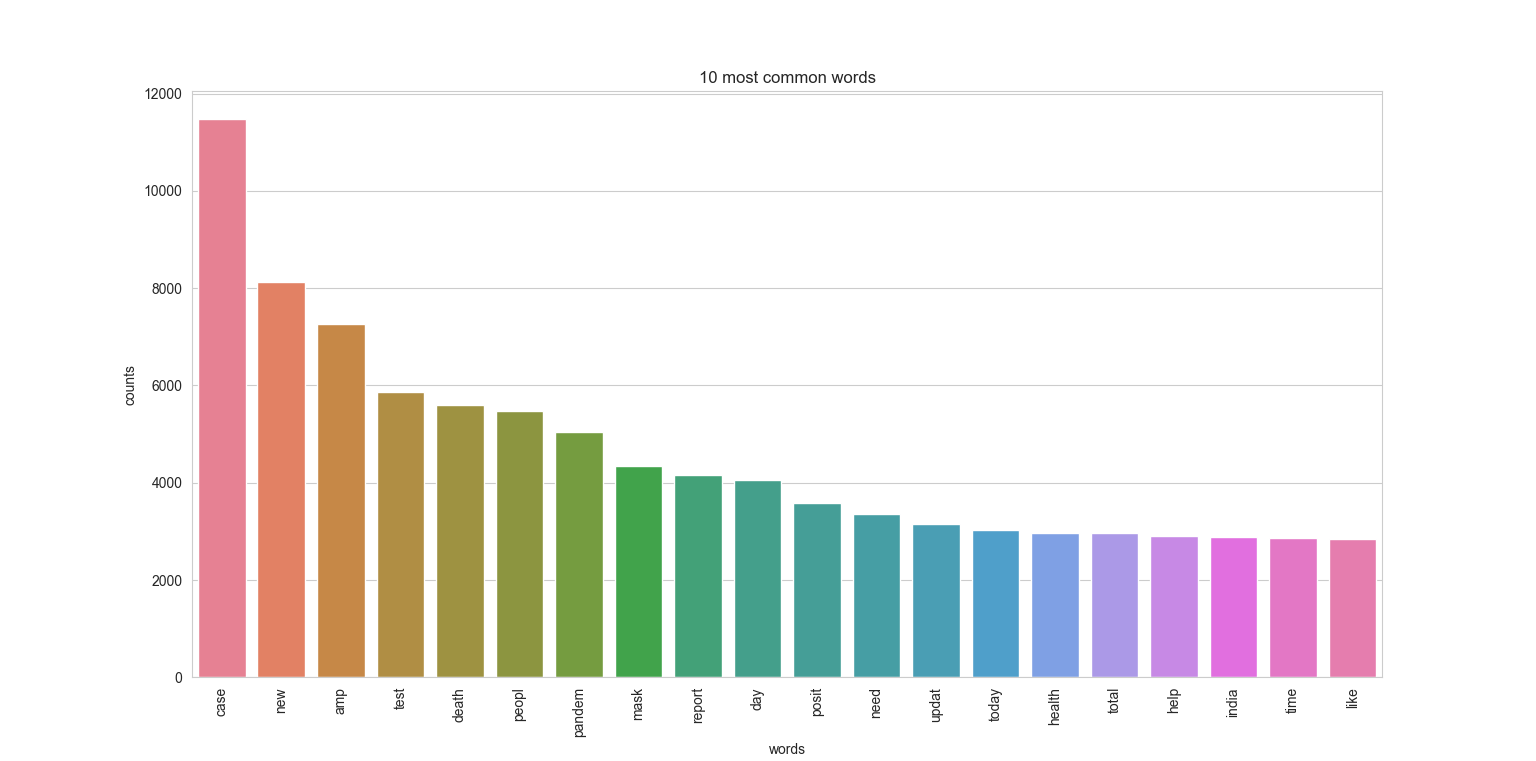 10 most common words
12000
10000
8000
6000
4000
2000
0
counts
case
new
amp
test
death
peopl
pandem
mask
report
day
posit
need
updat
today
health
total
help
india
time
like
words